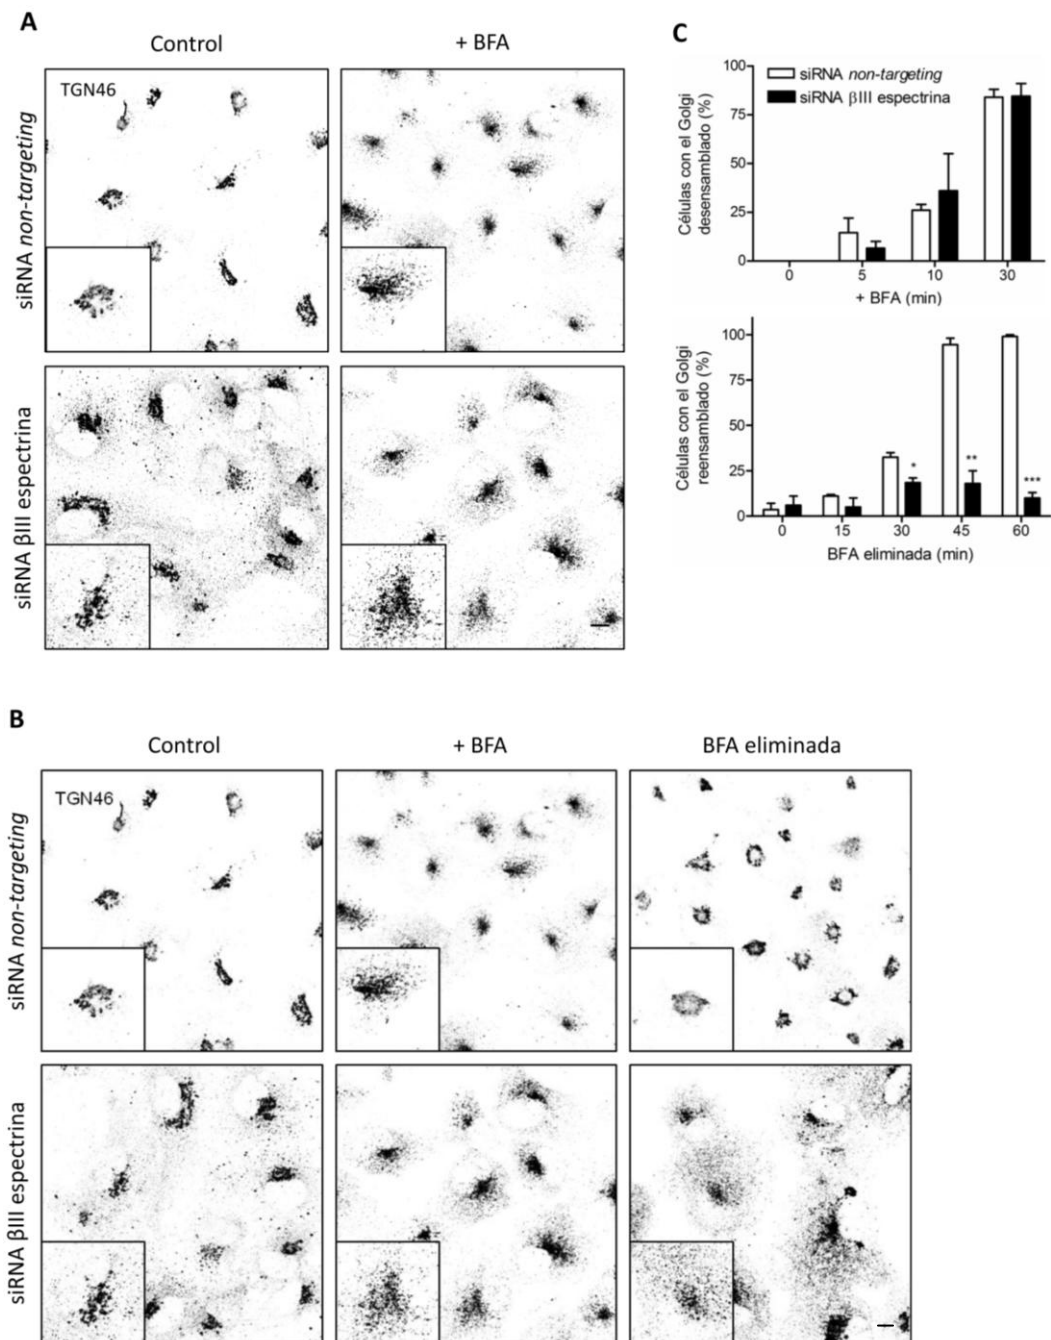 A
Control
+ BFA
siRNA non-targeting
TGN46
siRNA βIII espectrina
C
Células con el Golgi
desensamblado (%)
100
75
50
25
0
siRNA non-targeting
siRNA βIII espectrina
0 5 10 30
+ BFA (min)
Células con el Golgi
reensamblado (%)
100
75
50
25
0
* ** ***
0 15 30 45 60
BFA eliminada (min)
B
Control
+ BFA
BFA eliminada
siRNA non-targeting
TGN46
siRNA βIII espectrina